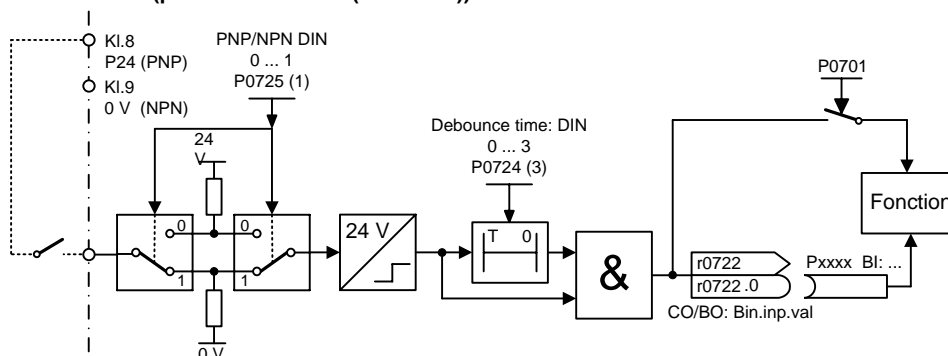 Kl.8
P24 (PNP)
Kl.9
0 V (NPN)
PNP/NPN DIN
0 ... 1
P0725 (1)
24
V
0
0
1
1
0 V
24 V
Debounce time: DIN
0 ... 3
P0724 (3)
T 0
&
P0701
Fonction
r0722
r0722 .0
Pxxxx BI: ...
CO/BO: Bin.inp.val